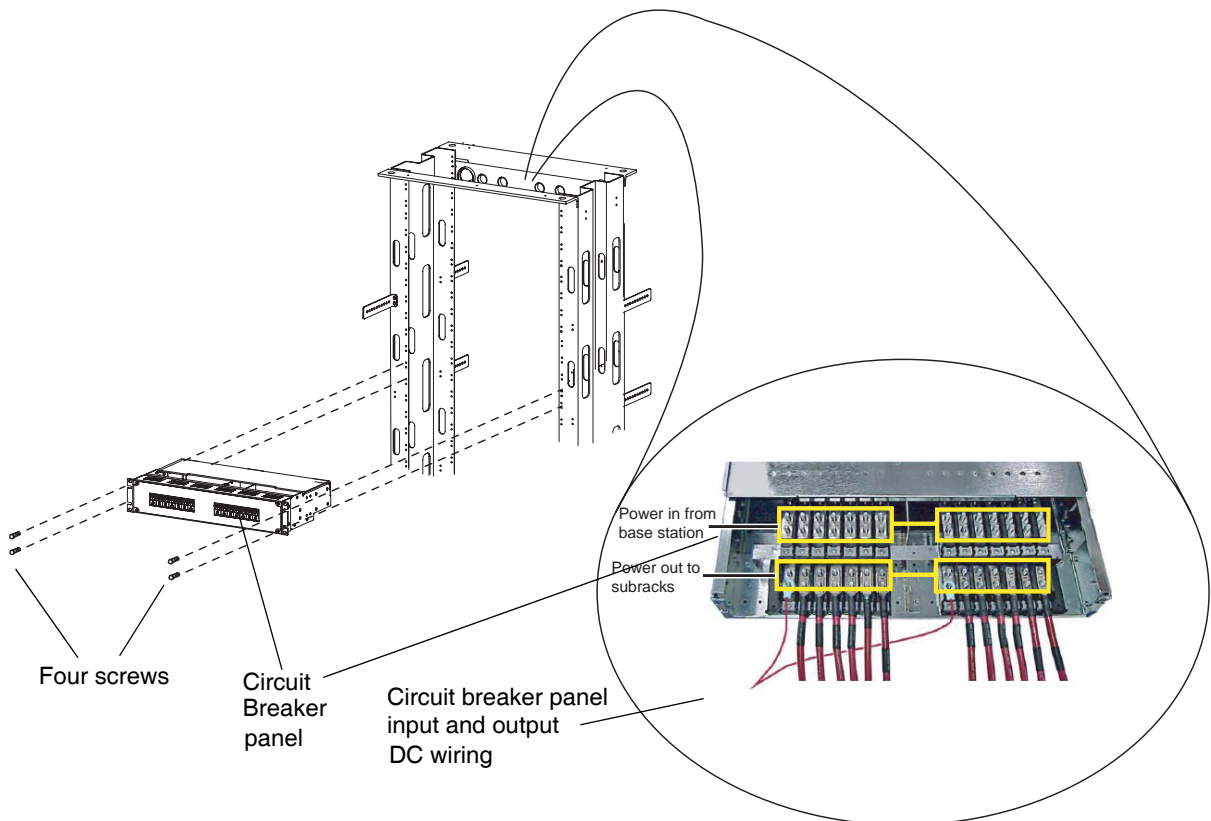 Power in from
base station
Power out to
subracks
Four screws
Circuit
Breaker
panel
Circuit breaker panel
input and output
DC wiring